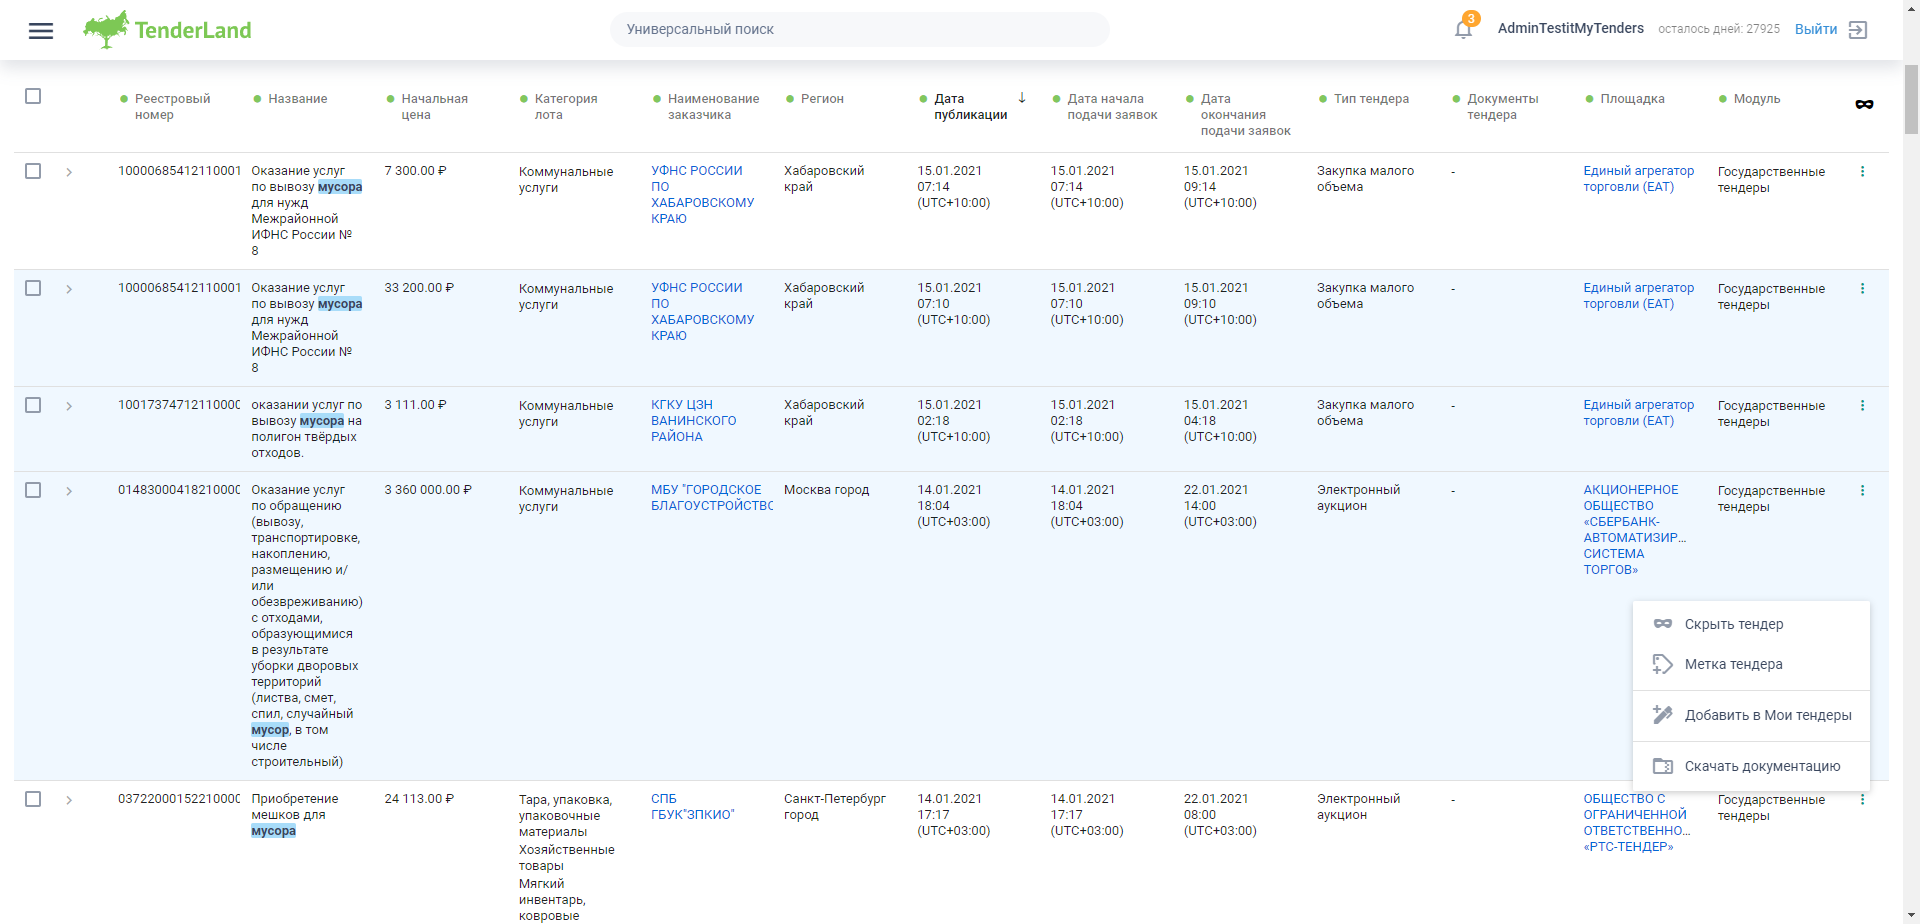 TenderLand
Универсальный поиск
3
AdminTestitMyTenders
осталось дней: 27925
Выйти
Реестровый номер
Название
Начальная цена
Категория лота
Наименование заказчика
Регион
Дата публикации
Дата начала подачи заявок
Дата окончания подачи заявок
Тип тендера
Документы тендера
Площадка
Модуль
10000685412110001
Оказание услуг
по вывозу мусора
для нужд
Межрайонной
ИФНС России №
8
7 300.00 ₽
Коммунальные
услуги
УФНС РОССИИ
ПО
ХАБАРОВСКОМУ
КРАЮ
Хабаровский
край
15.01.2021
07:14
(UTC+10:00)
15.01.2021
07:14
(UTC+10:00)
15.01.2021
09:14
(UTC+10:00)
Закупка малого
объема
-
Единый агрегатор
торговли (ЕАТ)
Государственные
тендеры
10000685412110001
Оказание услуг
по вывозу мусора
для нужд
Межрайонной
ИФНС России №
8
33 200.00 ₽
Коммунальные
услуги
УФНС РОССИИ
ПО
ХАБАРОВСКОМУ
КРАЮ
Хабаровский
край
15.01.2021
07:10
(UTC+10:00)
15.01.2021
07:10
(UTC+10:00)
15.01.2021
09:10
(UTC+10:00)
Закупка малого
объема
-
Единый агрегатор
торговли (ЕАТ)
Государственные
тендеры
10017374712110000
оказании услуг по
вывозу мусора на
полигон твёрдых
отходов.
3 111.00 ₽
Коммунальные
услуги
КГКУ ЦЗН
ВАНИНСКОГО
РАЙОНА
Хабаровский
край
15.01.2021
02:18
(UTC+10:00)
15.01.2021
02:18
(UTC+10:00)
15.01.2021
04:18
(UTC+10:00)
Закупка малого
объема
-
Единый агрегатор
торговли (ЕАТ)
Государственные
тендеры
01483000418210000
Оказание услуг
по обращению
(вывозу,
транспортировке,
накоплению,
размещению и/
или
обезвреживанию)
с отходами,
образующимися
в результате
уборки дворовых
территорий
(листва, смет,
спил, случайный
мусор, в том
числе
строительный)
3 360 000.00 ₽
Коммунальные
услуги
МБУ "ГОРОДСКОЕ
БЛАГОУСТРОЙСТВО
Москва город
14.01.2021
18:04
(UTC+03:00)
14.01.2021
18:04
(UTC+03:00)
22.01.2021
14:00
(UTC+03:00)
Электронный
аукцион
-
АКЦИОНЕРНОЕ
ОБЩЕСТВО
«СБЕРБАНК-
АВТОМАТИЗИР...
СИСТЕМА
ТОРГОВ»
Государственные
тендеры
Скрыть тендер
Метка тендера
Добавить в Мои тендеры
Скачать документацию
03722000152210000
Приобретение
мешков для
мусора
24 113.00 ₽
Тара, упаковка,
упаковочные
материалы
Хозяйственные
товары
Мягкий
инвентарь,
ковровые
СПБ
ГБУК"ЗПКИО"
Санкт-Петербург
город
14.01.2021
17:17
(UTC+03:00)
14.01.2021
17:17
(UTC+03:00)
22.01.2021
08:00
(UTC+03:00)
Электронный
аукцион
-
ОБЩЕСТВО С
ОГРАНИЧЕННОЙ
ОТВЕТСТВЕННО...
«РТС-ТЕНДЕР»
Государственные
тендеры